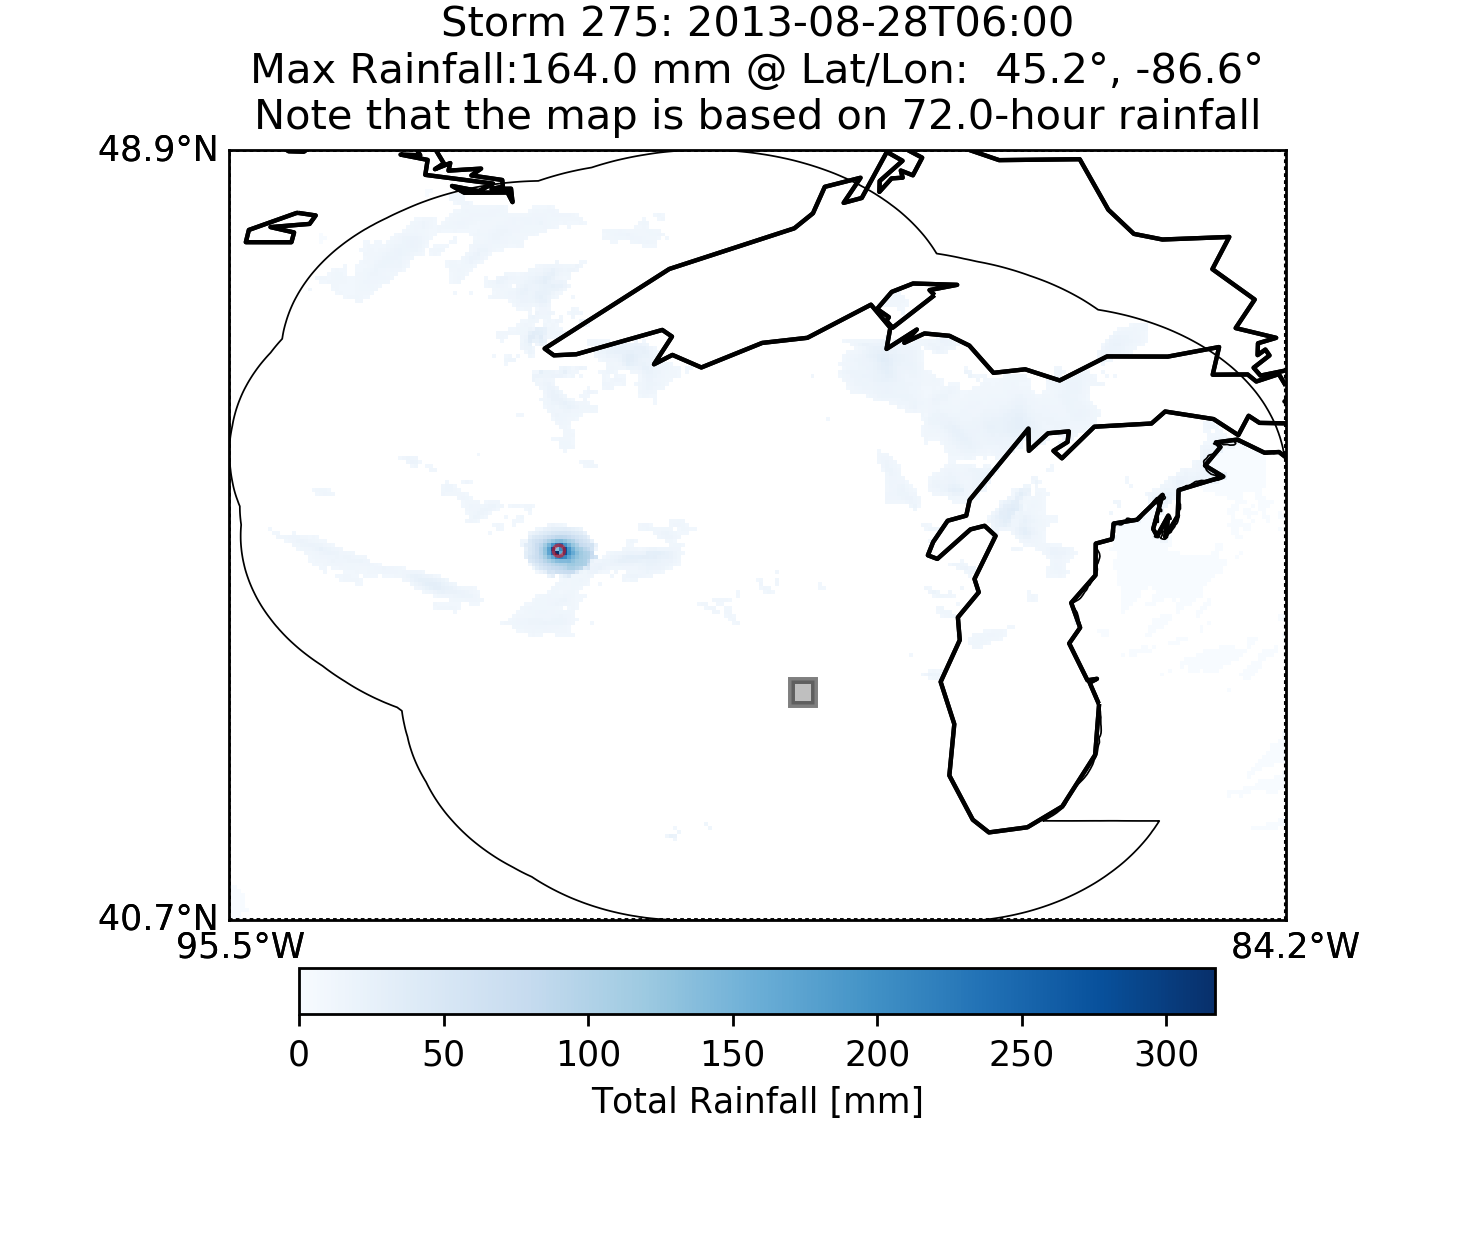 Storm 275: 2013-08-28T06:00
Max Rainfall:164.0 mm @ Lat/Lon:  45.2°, -86.6°
Note that the map is based on 72.0-hour rainfall
48.9°N
40.7°N
95.5°W 84.2°W
0 50 100 150 200 250 300
Total Rainfall [mm]